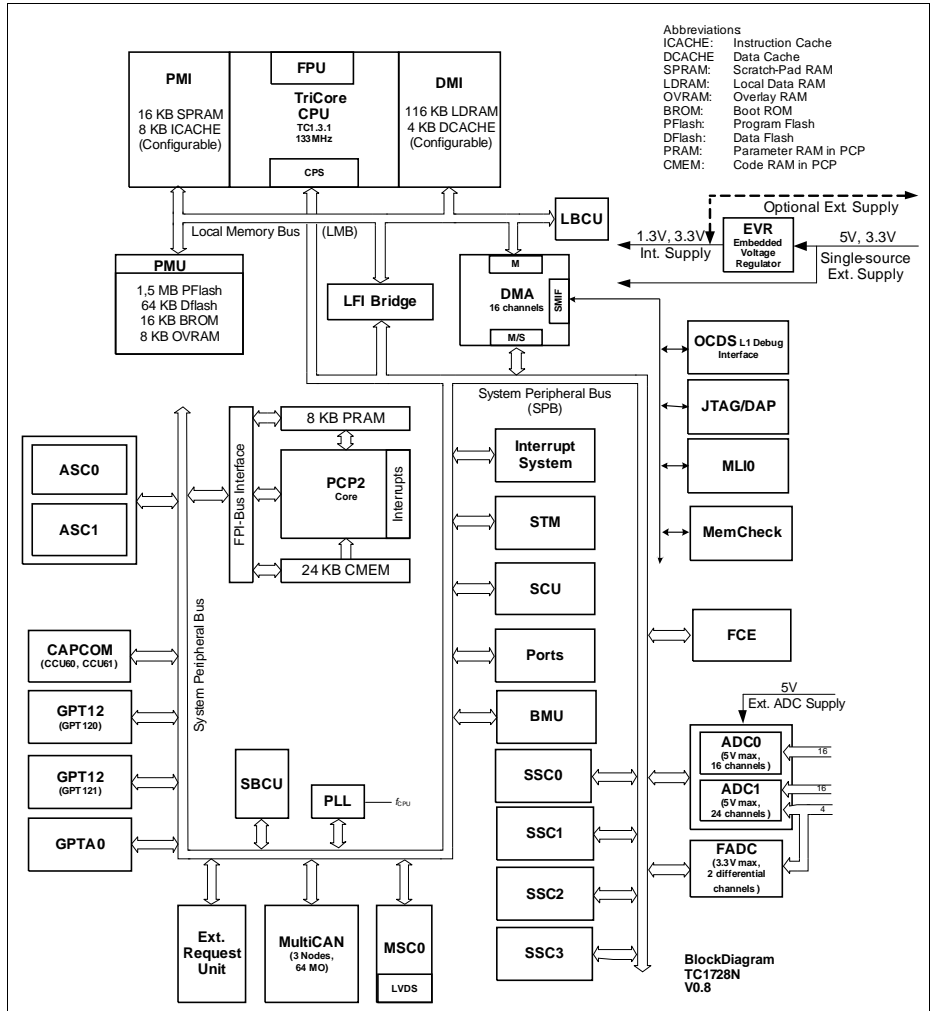 Abbreviations
ICACHE: Instruction Cache
DCACHE Data Cache
SPRAM: Scratch-Pad RAM
LDRAM: Local Data RAM
OVRAM: Overlay RAM
BROM: Boot ROM
PFlash: Program Flash
DFlash: Data Flash
PRAM: Parameter RAM in PCP
CMEM: Code RAM in PCP
PMI
16 KB SPRAM
8 KB ICACHE
(Configurable)
FPU
TriCore
CPU
TC1.3.1
133MHz
CPS
DMI
116 KB LDRAM
4 KB DCACHE
(Configurable)
LBCU
Local Memory Bus (LMB)
Optional Ext. Supply
1.3V, 3.3V
Int. Supply
EVR
Embedded
Voltage
Regulator
5V, 3.3V
Single-source
Ext. Supply
PMU
1,5 MB PFlash
64 KB Dflash
16 KB BROM
8 KB OVRAM
LFI Bridge
M
DMA
16 channels
SMIF
M/S
OCDS L1 Debug
Interface
JTAG/DAP
MLI0
MemCheck
System Peripheral Bus
(SPB)
FPI-Bus Interface
8 KB PRAM
PCP2
Core
Interrupts
24 KB CMEM
ASC0
ASC1
System Peripheral Bus
Interrupt
System
STM
SCU
Ports
BMU
SSC0
SSC1
SSC2
SSC3
FCE
CAPCOM
(CCU60, CCU61)
GPT12
(GPT120)
GPT12
(GPT121)
GPTA0
SBCU
PLL
fCPU
5V
Ext. ADC Supply
ADC0
(5V max,
16 channels)
16
ADC1
(5V max,
24 channels)
16
4
FADC
(3.3V max,
2 differential
channels)
Ext.
Request
Unit
MultiCAN
(3 Nodes,
64 MO)
MSC0
LVDS
BlockDiagram
TC1728N
V0.8